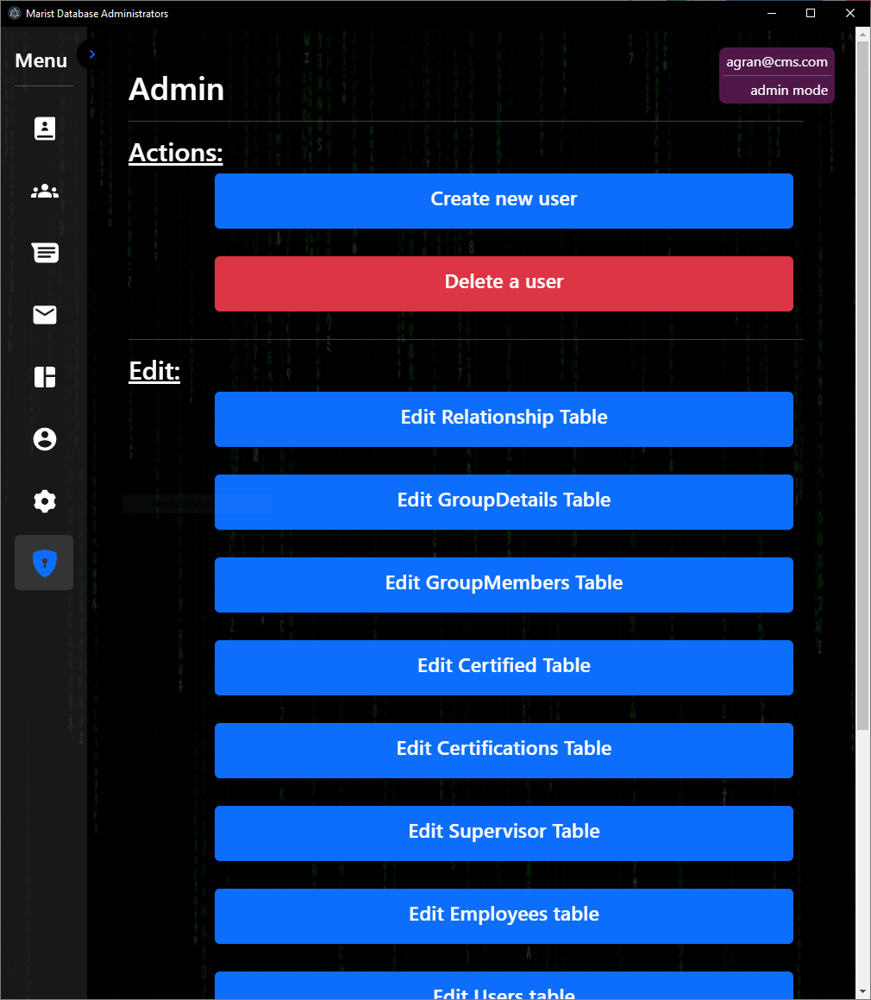 Marist Database Administrators
Menu
agran@cms.com
admin mode
Admin
Actions:
Create new user
Delete a user
Edit:
Edit Relationship Table
Edit GroupDetails Table
Edit GroupMembers Table
Edit Certified Table
Edit Certifications Table
Edit Supervisor Table
Edit Employees table
Edit Users table